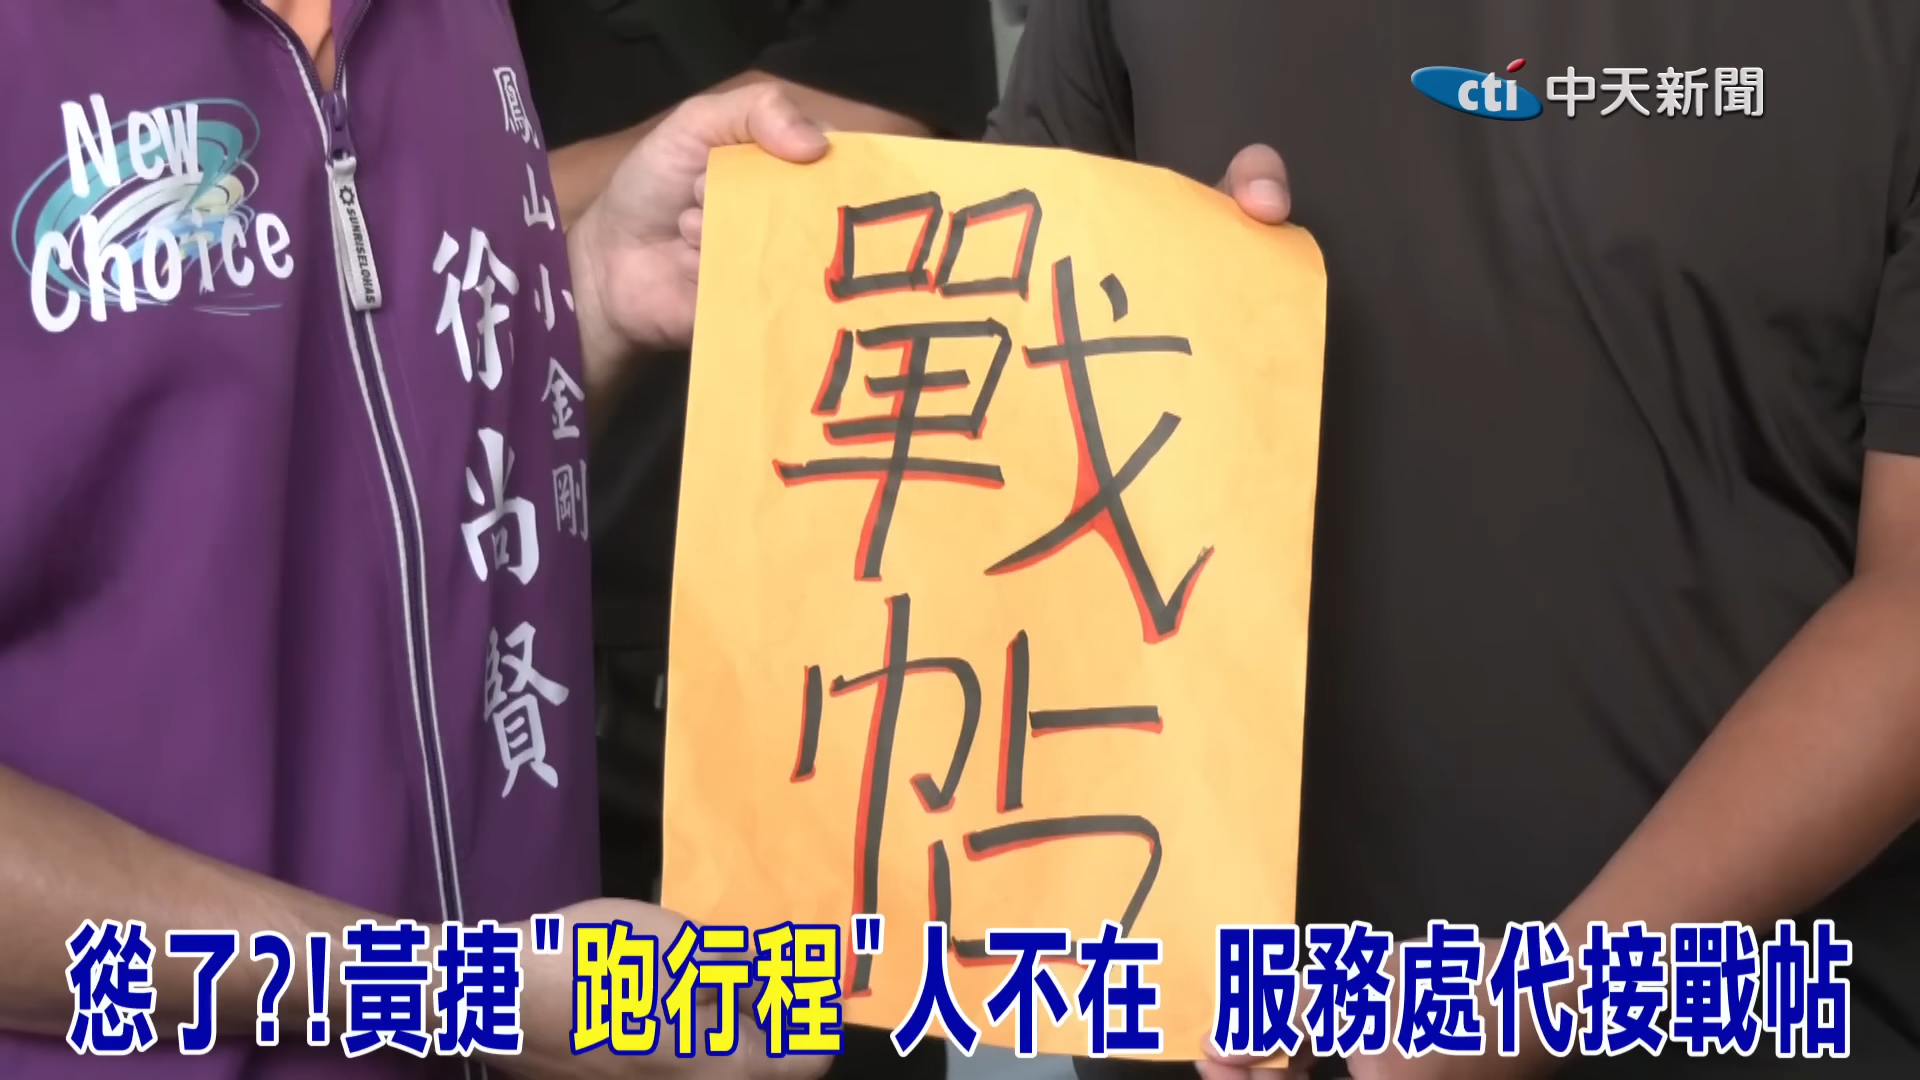 cti 中天新聞
New
Choice
SUNRISELOHAS
鳳山小金剛
徐尚賢
戰帖
慫了?!黃捷"跑行程"人不在 服務處代接戰帖